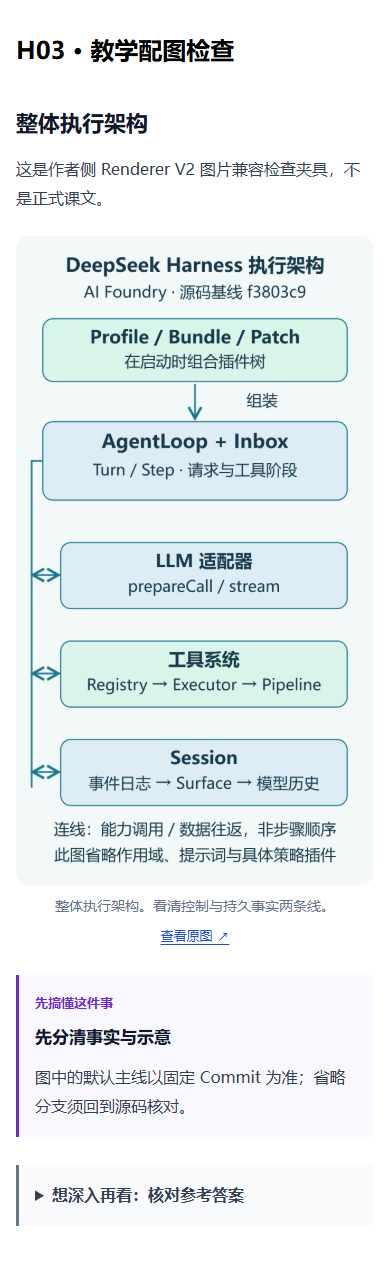 H03 · 教学配图检查
整体执行架构
这是作者侧 Renderer V2 图片兼容检查夹具，不
是正式课文。
DeepSeek Harness 执行架构
AI Foundry · 源码基线 f3803c9
Profile / Bundle / Patch
在启动时组合插件树
组装
AgentLoop + Inbox
Turn / Step · 请求与工具阶段
LLM 适配器
prepareCall / stream
工具系统
Registry → Executor → Pipeline
Session
事件日志 → Surface → 模型历史
连线：能力调用 / 数据往返，非步骤顺序
此图省略作用域、提示词与具体策略插件
整体执行架构。看清控制与持久事实两条线。
查看原图 ↗
先搞懂这件事
先分清事实与示意
图中的默认主线以固定 Commit 为准；省略
分支须回到源码核对。
▶ 想深入再看：核对参考答案